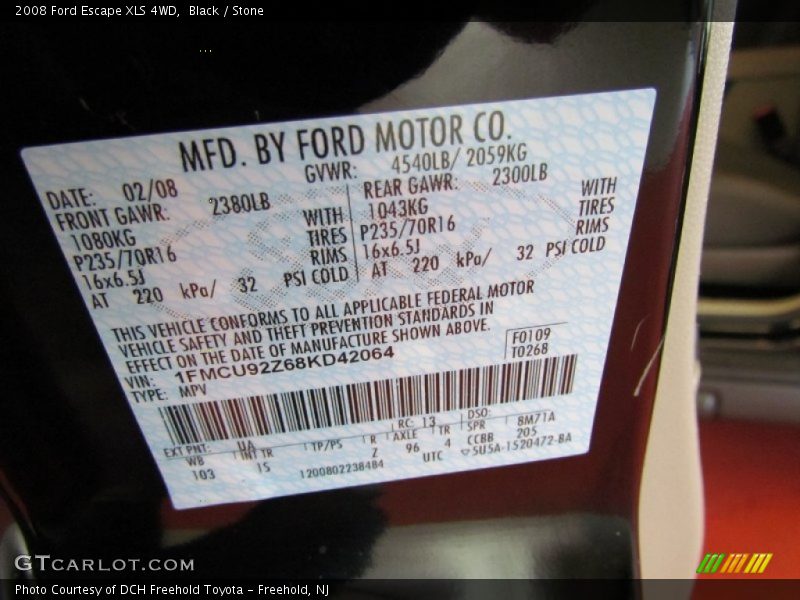 2008 Ford Escape XLS 4WD, Black / Stone
MFD. BY FORD MOTOR CO.
DATE: 02/08 GVWR: 4540LB/ 2059KG
FRONT GAWR: 2380LB REAR GAWR: 2300LB
1080KG WITH 1043KG WITH
P235/70R16 TIRES P235/70R16 TIRES
16x6.5J RIMS 16x6.5J RIMS
AT 220 kPa/ 32 PSI COLD AT 220 kPa/ 32 PSI COLD
THIS VEHICLE CONFORMS TO ALL APPLICABLE FEDERAL MOTOR
VEHICLE SAFETY AND THEFT PREVENTION STANDARDS IN
EFFECT ON THE DATE OF MANUFACTURE SHOWN ABOVE.
VIN: 1FMCU92Z68KD42064 F0109
TYPE: MPV T0268
EXT PNT: UA RC: 13 DSO: 8M71A
WB INT TR TP/PS R AXLE TR SPR 205
103 15 Z 96 4 CCBB
1200802238484 UTC ▽5U5A-1520472-BA
GTCARLOT.COM
Photo Courtesy of DCH Freehold Toyota - Freehold, NJ